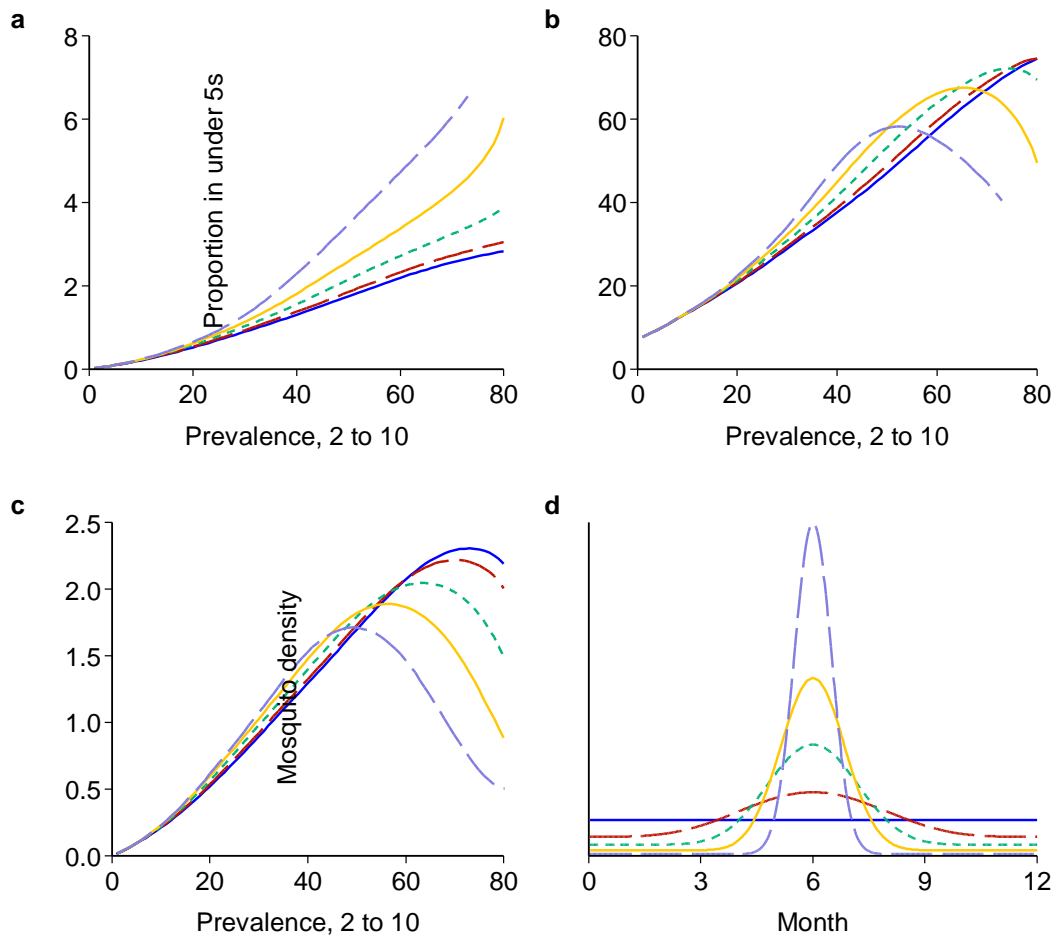 a
8
6
4
2
0
Proportion in under 5s
0 20 40 60 80
Prevalence, 2 to 10
b
80
60
40
20
0
0 20 40 60 80
Prevalence, 2 to 10
c
2.5
2.0
1.5
1.0
0.5
0.0
Mosquito density
0 20 40 60 80
Prevalence, 2 to 10
d
0 3 6 9 12
Month